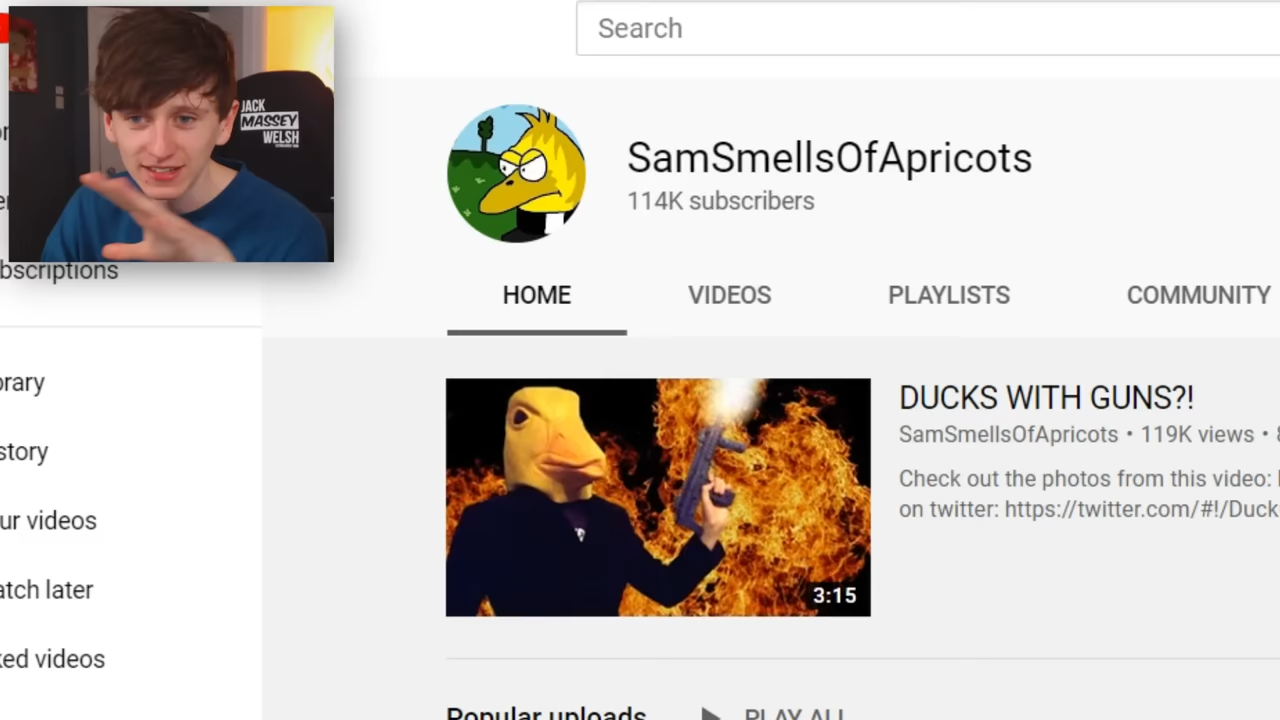 Search
JACK
MASSEY
WELSH
SamSmellsOfApricots
114K subscribers
bscriptions
HOME
VIDEOS
PLAYLISTS
COMMUNITY
brary
story
ur videos
atch later
ked videos
3:15
DUCKS WITH GUNS?!
SamSmellsOfApricots • 119K views •
Check out the photos from this video:
on twitter: https://twitter.com/#!/Duck
Popular uploads
PLAY ALL